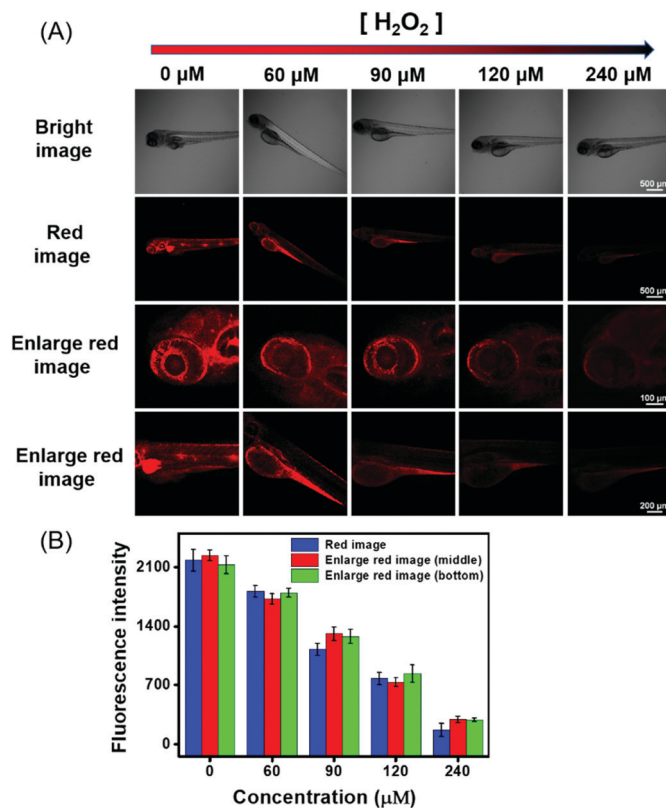 (A)
[ H₂O₂ ]
0 μM 60 μM 90 μM 120 μM 240 μM
Bright
image
500 μm
Red
image
500 μm
Enlarge red
image
100 μm
Enlarge red
image
200 μm
(B)
Red image
Enlarge red image (middle)
Enlarge red image (bottom)
Fluorescence intensity
2100
1400
700
0
0 60 90 120 240
Concentration (μM)